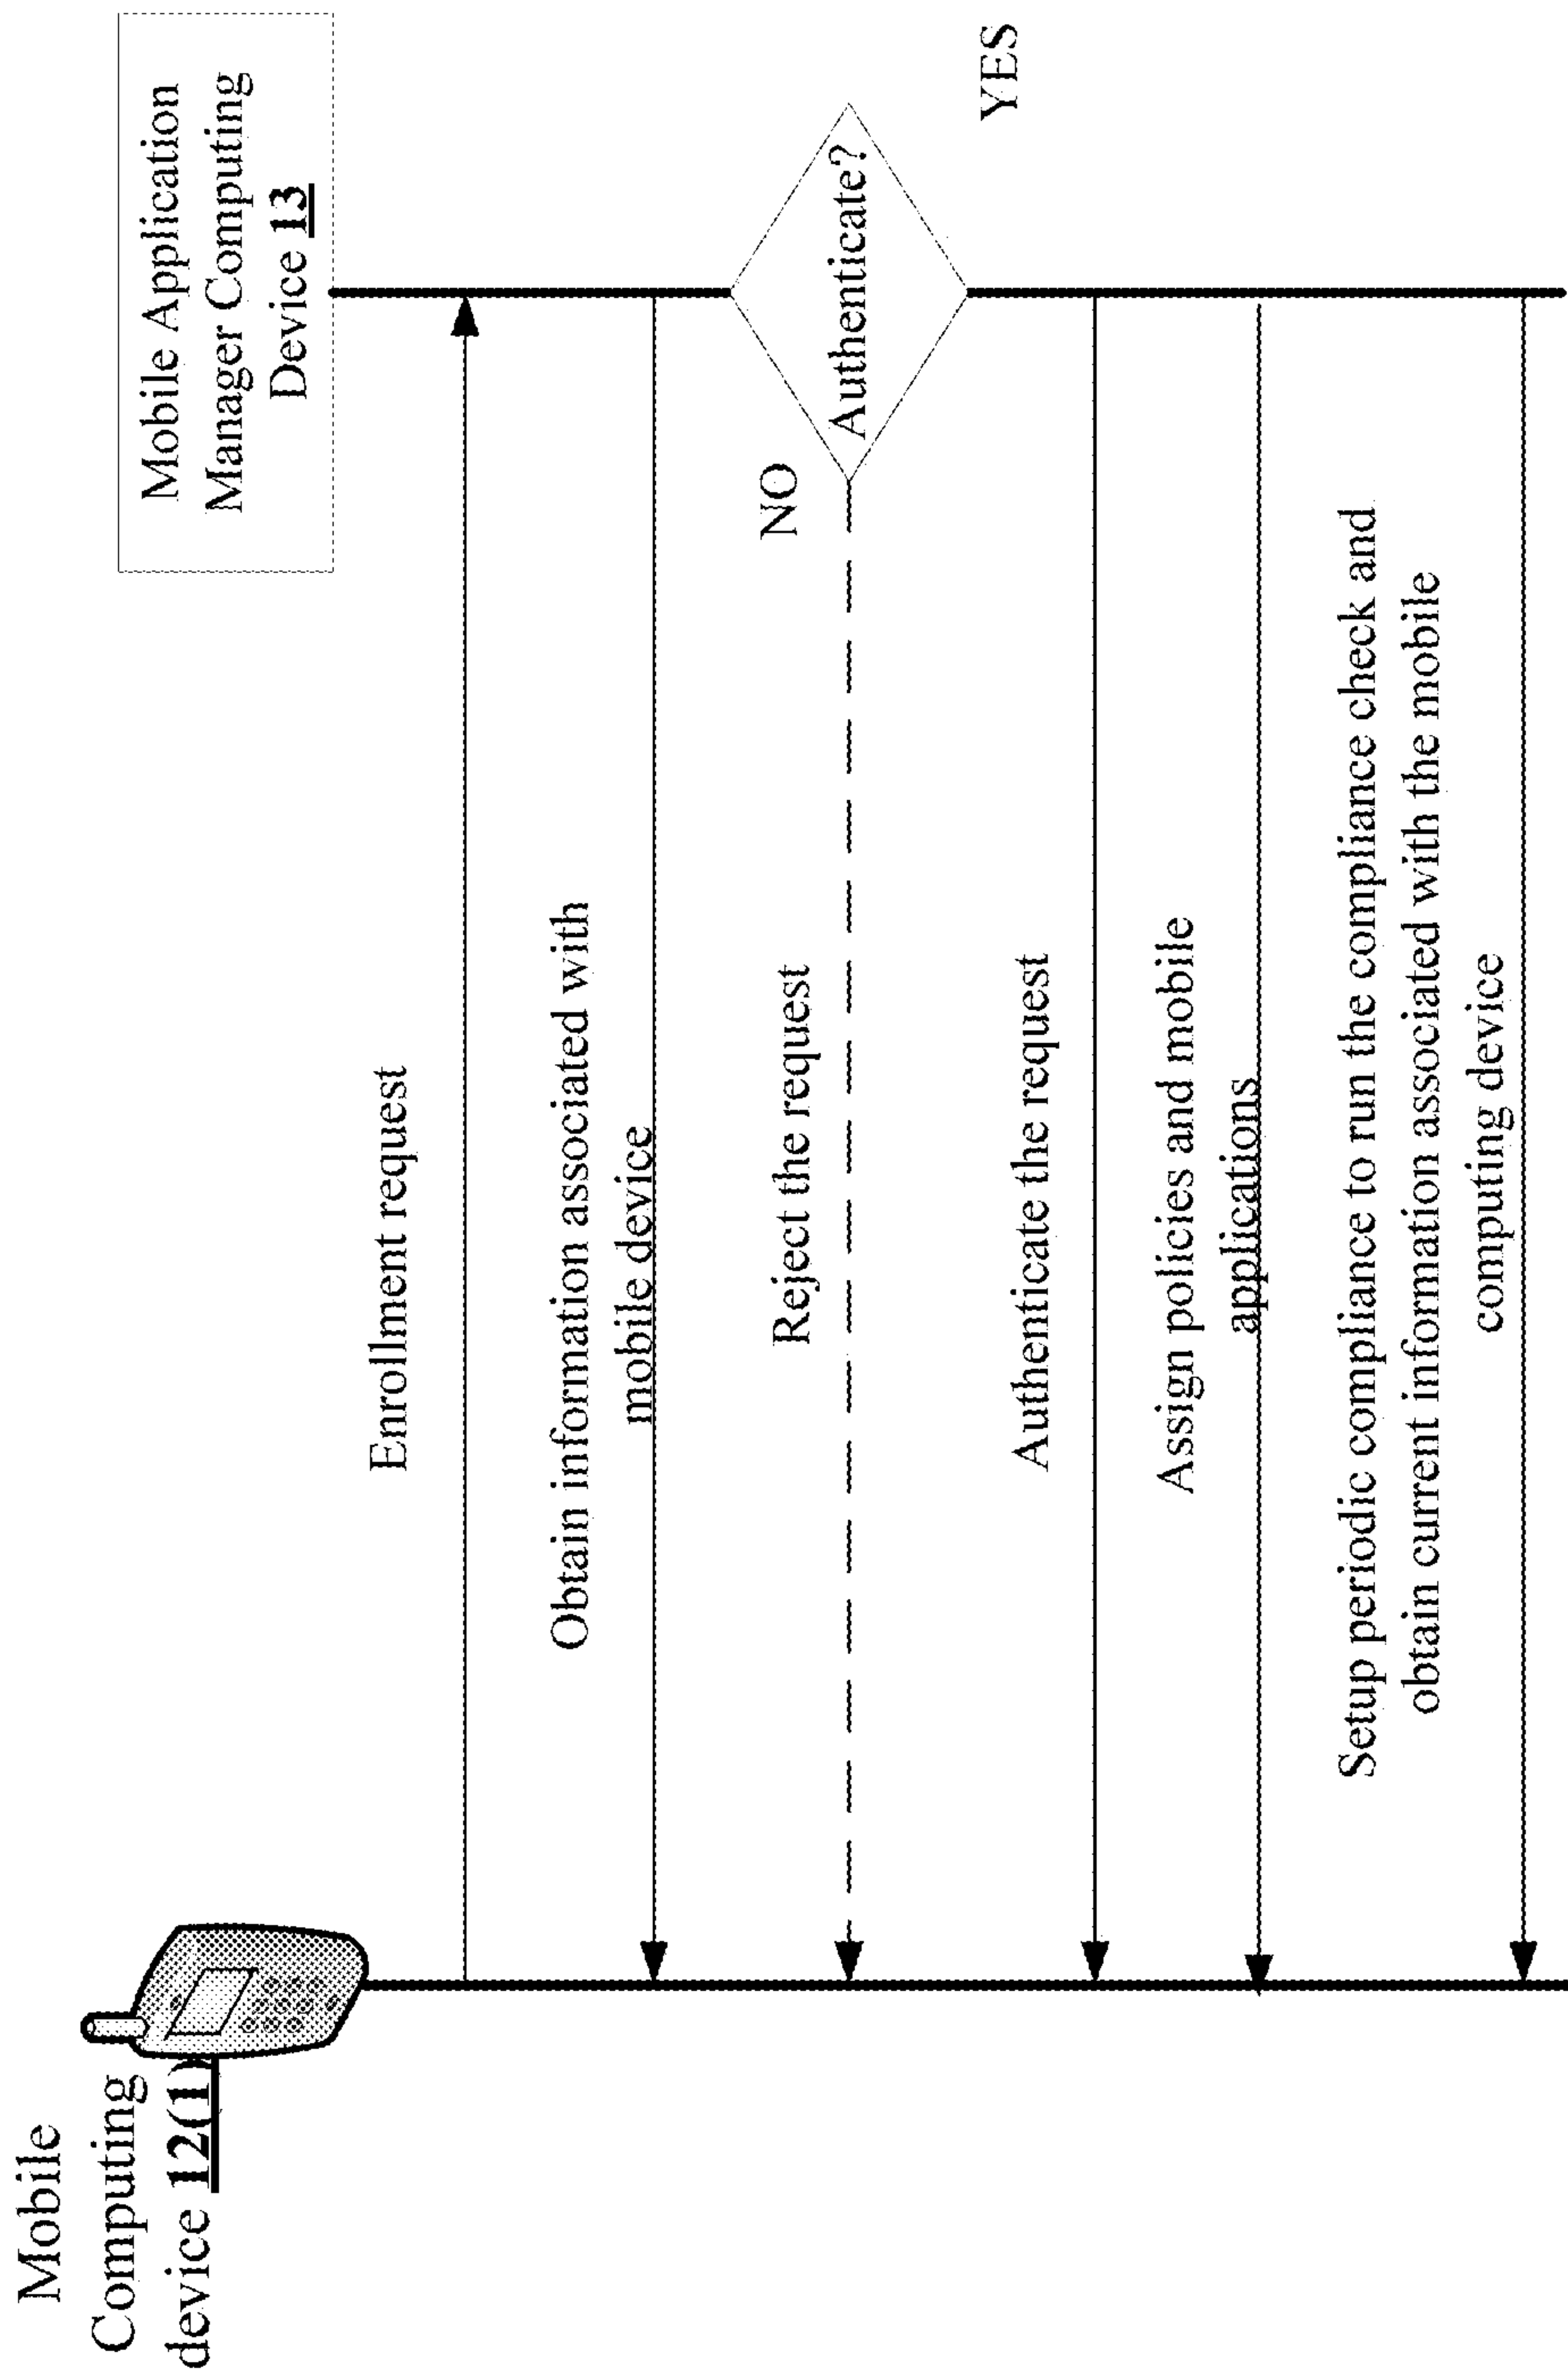 Mobile
Computing
device 12(1)
Mobile Application
Manager Computing
Device 13
Enrollment request
Obtain information associated with
mobile device
Authenticate?
NO
Reject the request
YES
Authenticate the request
Assign policies and mobile
applications
Setup periodic compliance to run the compliance check and
obtain current information associated with the mobile
computing device